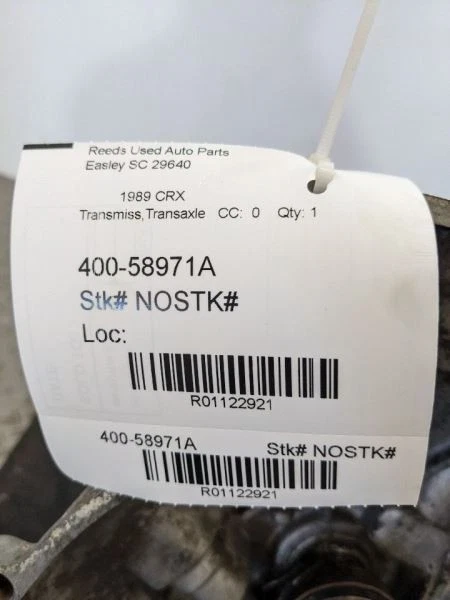 Reeds Used Auto Parts
Easley SC 29640
1989 CRX
Transmiss,Transaxle CC: 0 Qty: 1
400-58971A
Stk# NOSTK#
Loc:
R01122921
400-58971A Stk# NOSTK#
R01122921